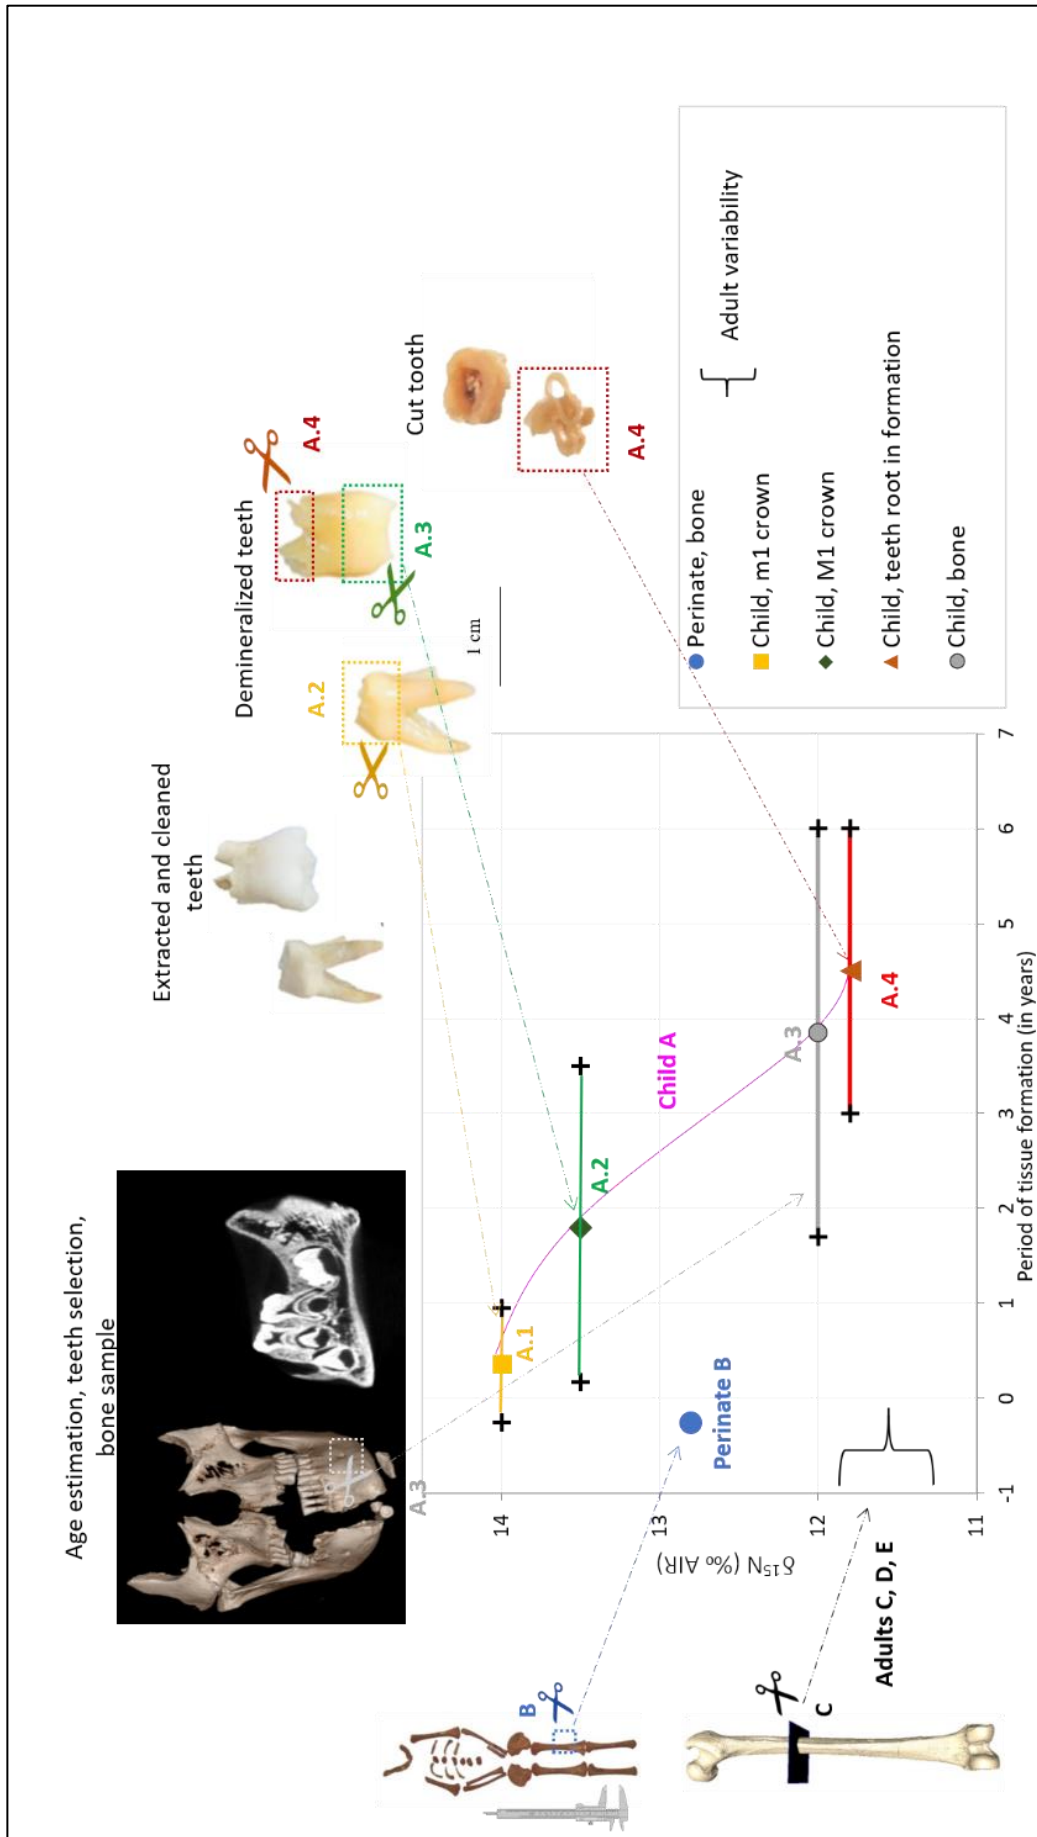 Age estimation, teeth selection,
bone sample
Extracted and cleaned
teeth
Demineralized teeth
Cut tooth
A.3
A.2
A.3
A.4
A.4
1 cm
B
C
Adults C, D, E
δ¹⁵N (‰ AIR)
14
13
12
11
-1
0
1
2
3
4
5
6
7
Period of tissue formation (in years)
Perinate B
A.1
A.2
Child A
A.3
A.4
Perinate, bone
Child, m1 crown
Child, M1 crown
Child, teeth root in formation
Child, bone
Adult variability